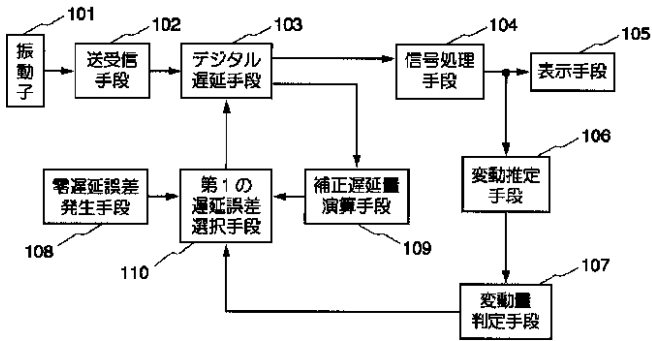 101
振
動
子
102
送受信
手段
103
デジタル
遅延手段
104
信号処理
手段
105
表示手段
106
変動推定
手段
107
変動量
判定手段
零遅延誤差
発生手段
108
第1の
遅延誤差
選択手段
110
補正遅延量
演算手段
109